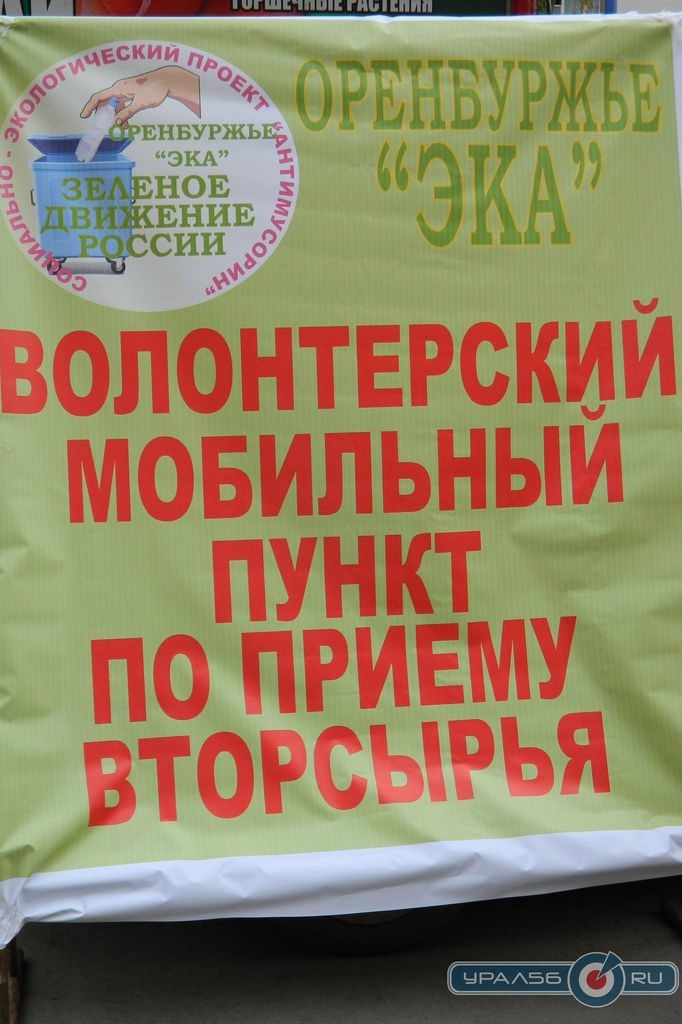 ГОРШЕЧНЫЕ РАСТЕНИЯ
СОЦИАЛЬНО - ЭКОЛОГИЧЕСКИЙ ПРОЕКТ "АНТИМУСОРИН"
ОРЕНБУРЖЬЕ
"ЭКА"
ЗЕЛЕНОЕ
ДВИЖЕНИЕ
РОССИИ
ОРЕНБУРЖЬЕ
"ЭКА"
ВОЛОНТЕРСКИЙ
МОБИЛЬНЫЙ
ПУНКТ
ПО ПРИЕМУ
ВТОРСЫРЬЯ
УРАЛ56 RU